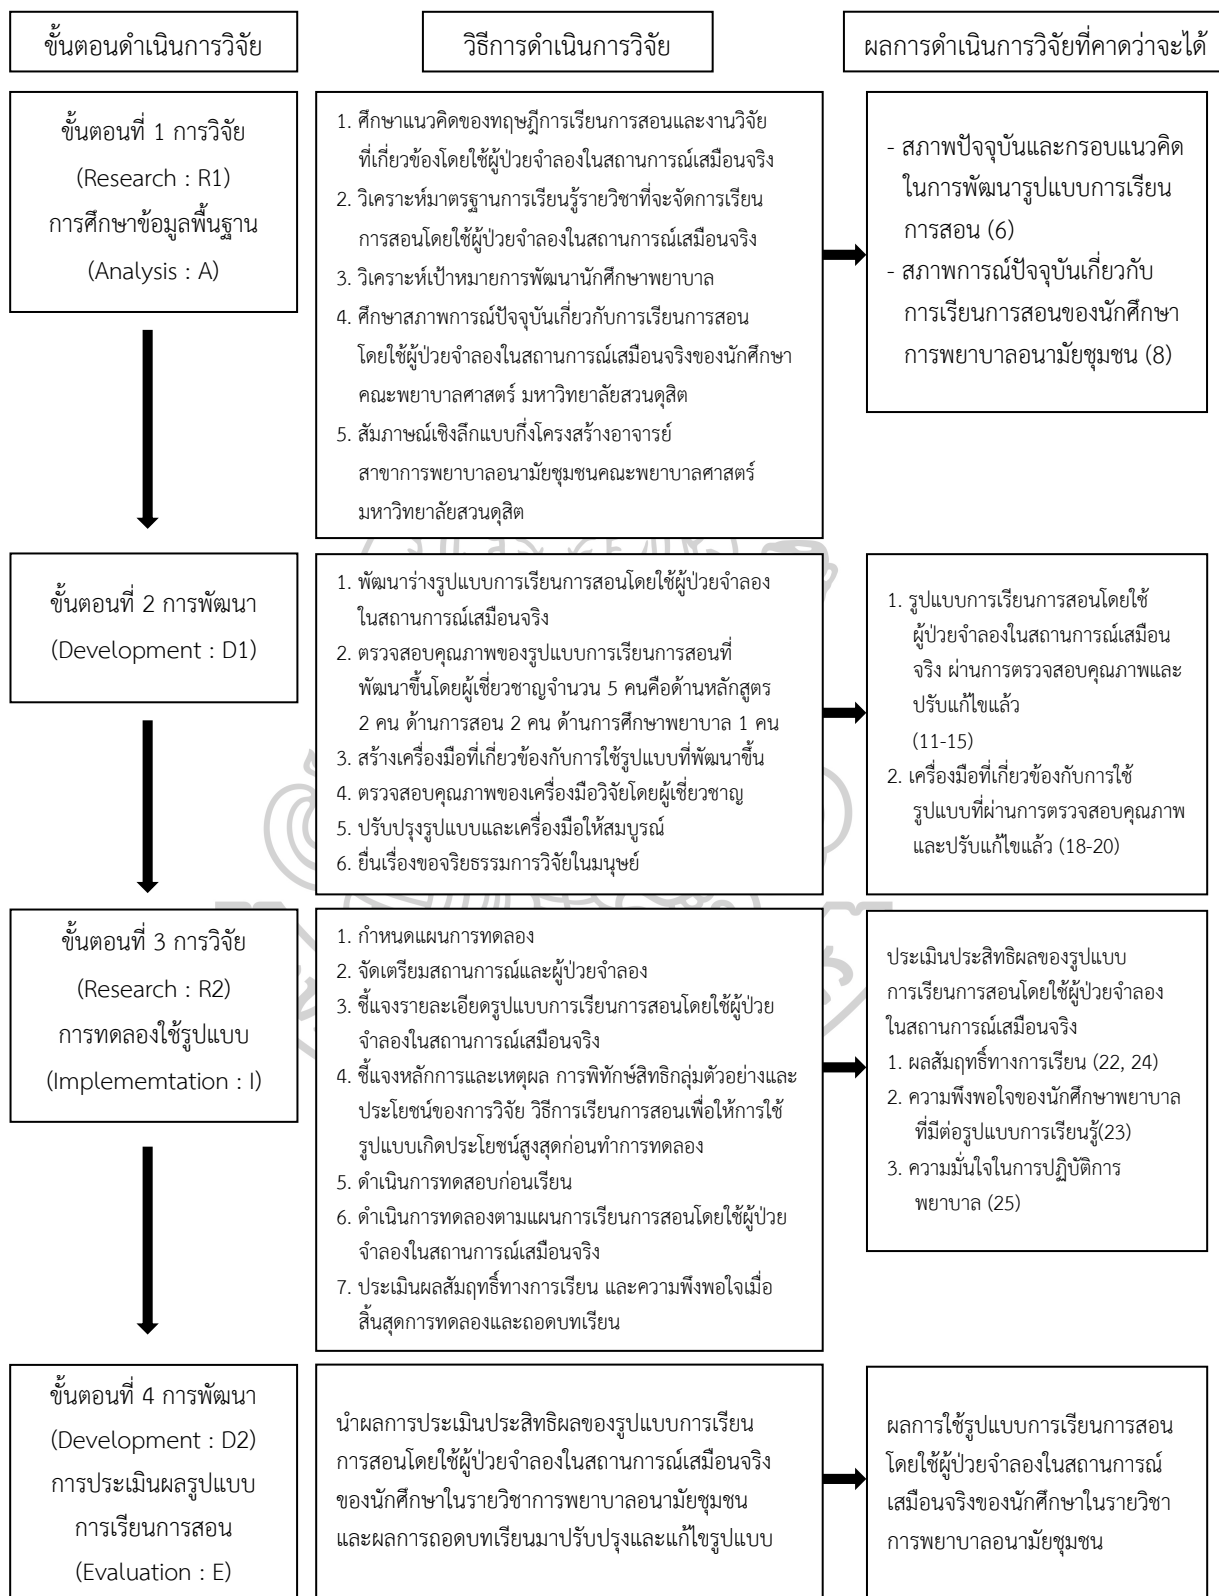 ขั้นตอนดำเนินการวิจัย
วิธีการดำเนินการวิจัย
ผลการดำเนินการวิจัยที่คาดว่าจะได้
ขั้นตอนที่ 1 การวิจัย
(Research : R1)
การศึกษาข้อมูลพื้นฐาน
(Analysis : A)
1. ศึกษาแนวคิดของทฤษฎีการเรียนการสอนและงานวิจัย
ที่เกี่ยวข้องโดยใช้ผู้ป่วยจำลองในสถานการณ์เสมือนจริง
2. วิเคราะห์มาตรฐานการเรียนรู้รายวิชาที่จะจัดการเรียน
การสอนโดยใช้ผู้ป่วยจำลองในสถานการณ์เสมือนจริง
3. วิเคราะห์เป้าหมายการพัฒนานักศึกษาพยาบาล
4. ศึกษาสภาพการณ์ปัจจุบันเกี่ยวกับการเรียนการสอน
โดยใช้ผู้ป่วยจำลองในสถานการณ์เสมือนจริงของนักศึกษา
คณะพยาบาลศาสตร์ มหาวิทยาลัยสวนดุสิต
5. สัมภาษณ์เชิงลึกแบบกึ่งโครงสร้างอาจารย์
สาขาการพยาบาลอนามัยชุมชนคณะพยาบาลศาสตร์
มหาวิทยาลัยสวนดุสิต
- สภาพปัจจุบันและกรอบแนวคิด
ในการพัฒนารูปแบบการเรียน
การสอน (6)
- สภาพการณ์ปัจจุบันเกี่ยวกับ
การเรียนการสอนของนักศึกษา
การพยาบาลอนามัยชุมชน (8)
ขั้นตอนที่ 2 การพัฒนา
(Development : D1)
1. พัฒนาร่างรูปแบบการเรียนการสอนโดยใช้ผู้ป่วยจำลอง
ในสถานการณ์เสมือนจริง
2. ตรวจสอบคุณภาพของรูปแบบการเรียนการสอนที่
พัฒนาขึ้นโดยผู้เชี่ยวชาญจำนวน 5 คนคือด้านหลักสูตร
2 คน ด้านการสอน 2 คน ด้านการศึกษาพยาบาล 1 คน
3. สร้างเครื่องมือที่เกี่ยวข้องกับการใช้รูปแบบที่พัฒนาขึ้น
4. ตรวจสอบคุณภาพของเครื่องมือวิจัยโดยผู้เชี่ยวชาญ
5. ปรับปรุงรูปแบบและเครื่องมือให้สมบูรณ์
6. ยื่นเรื่องขอจริยธรรมการวิจัยในมนุษย์
1. รูปแบบการเรียนการสอนโดยใช้
ผู้ป่วยจำลองในสถานการณ์เสมือน
จริง ผ่านการตรวจสอบคุณภาพและ
ปรับแก้ไขแล้ว
(11-15)
2. เครื่องมือที่เกี่ยวข้องกับการใช้
รูปแบบที่ผ่านการตรวจสอบคุณภาพ
และปรับแก้ไขแล้ว (18-20)
ขั้นตอนที่ 3 การวิจัย
(Research : R2)
การทดลองใช้รูปแบบ
(Implememtation : I)
1. กำหนดแผนการทดลอง
2. จัดเตรียมสถานการณ์และผู้ป่วยจำลอง
3. ชี้แจงรายละเอียดรูปแบบการเรียนการสอนโดยใช้ผู้ป่วย
จำลองในสถานการณ์เสมือนจริง
4. ชี้แจงหลักการและเหตุผล การพิทักษ์สิทธิกลุ่มตัวอย่างและ
ประโยชน์ของการวิจัย วิธีการเรียนการสอนเพื่อให้การใช้
รูปแบบเกิดประโยชน์สูงสุดก่อนทำการทดลอง
5. ดำเนินการทดสอบก่อนเรียน
6. ดำเนินการทดลองตามแผนการเรียนการสอนโดยใช้ผู้ป่วย
จำลองในสถานการณ์เสมือนจริง
7. ประเมินผลสัมฤทธิ์ทางการเรียน และความพึงพอใจเมื่อ
สิ้นสุดการทดลองและถอดบทเรียน
ประเมินประสิทธิผลของรูปแบบ
การเรียนการสอนโดยใช้ผู้ป่วยจำลอง
ในสถานการณ์เสมือนจริง
1. ผลสัมฤทธิ์ทางการเรียน (22, 24)
2. ความพึงพอใจของนักศึกษาพยาบาล
ที่มีต่อรูปแบบการเรียนรู้(23)
3. ความมั่นใจในการปฏิบัติการ
พยาบาล (25)
ขั้นตอนที่ 4 การพัฒนา
(Development : D2)
การประเมินผลรูปแบบ
การเรียนการสอน
(Evaluation : E)
นำผลการประเมินประสิทธิผลของรูปแบบการเรียน
การสอนโดยใช้ผู้ป่วยจำลองในสถานการณ์เสมือนจริง
ของนักศึกษาในรายวิชาการพยาบาลอนามัยชุมชน
และผลการถอดบทเรียนมาปรับปรุงและแก้ไขรูปแบบ
ผลการใช้รูปแบบการเรียนการสอน
โดยใช้ผู้ป่วยจำลองในสถานการณ์
เสมือนจริงของนักศึกษาในรายวิชา
การพยาบาลอนามัยชุมชน